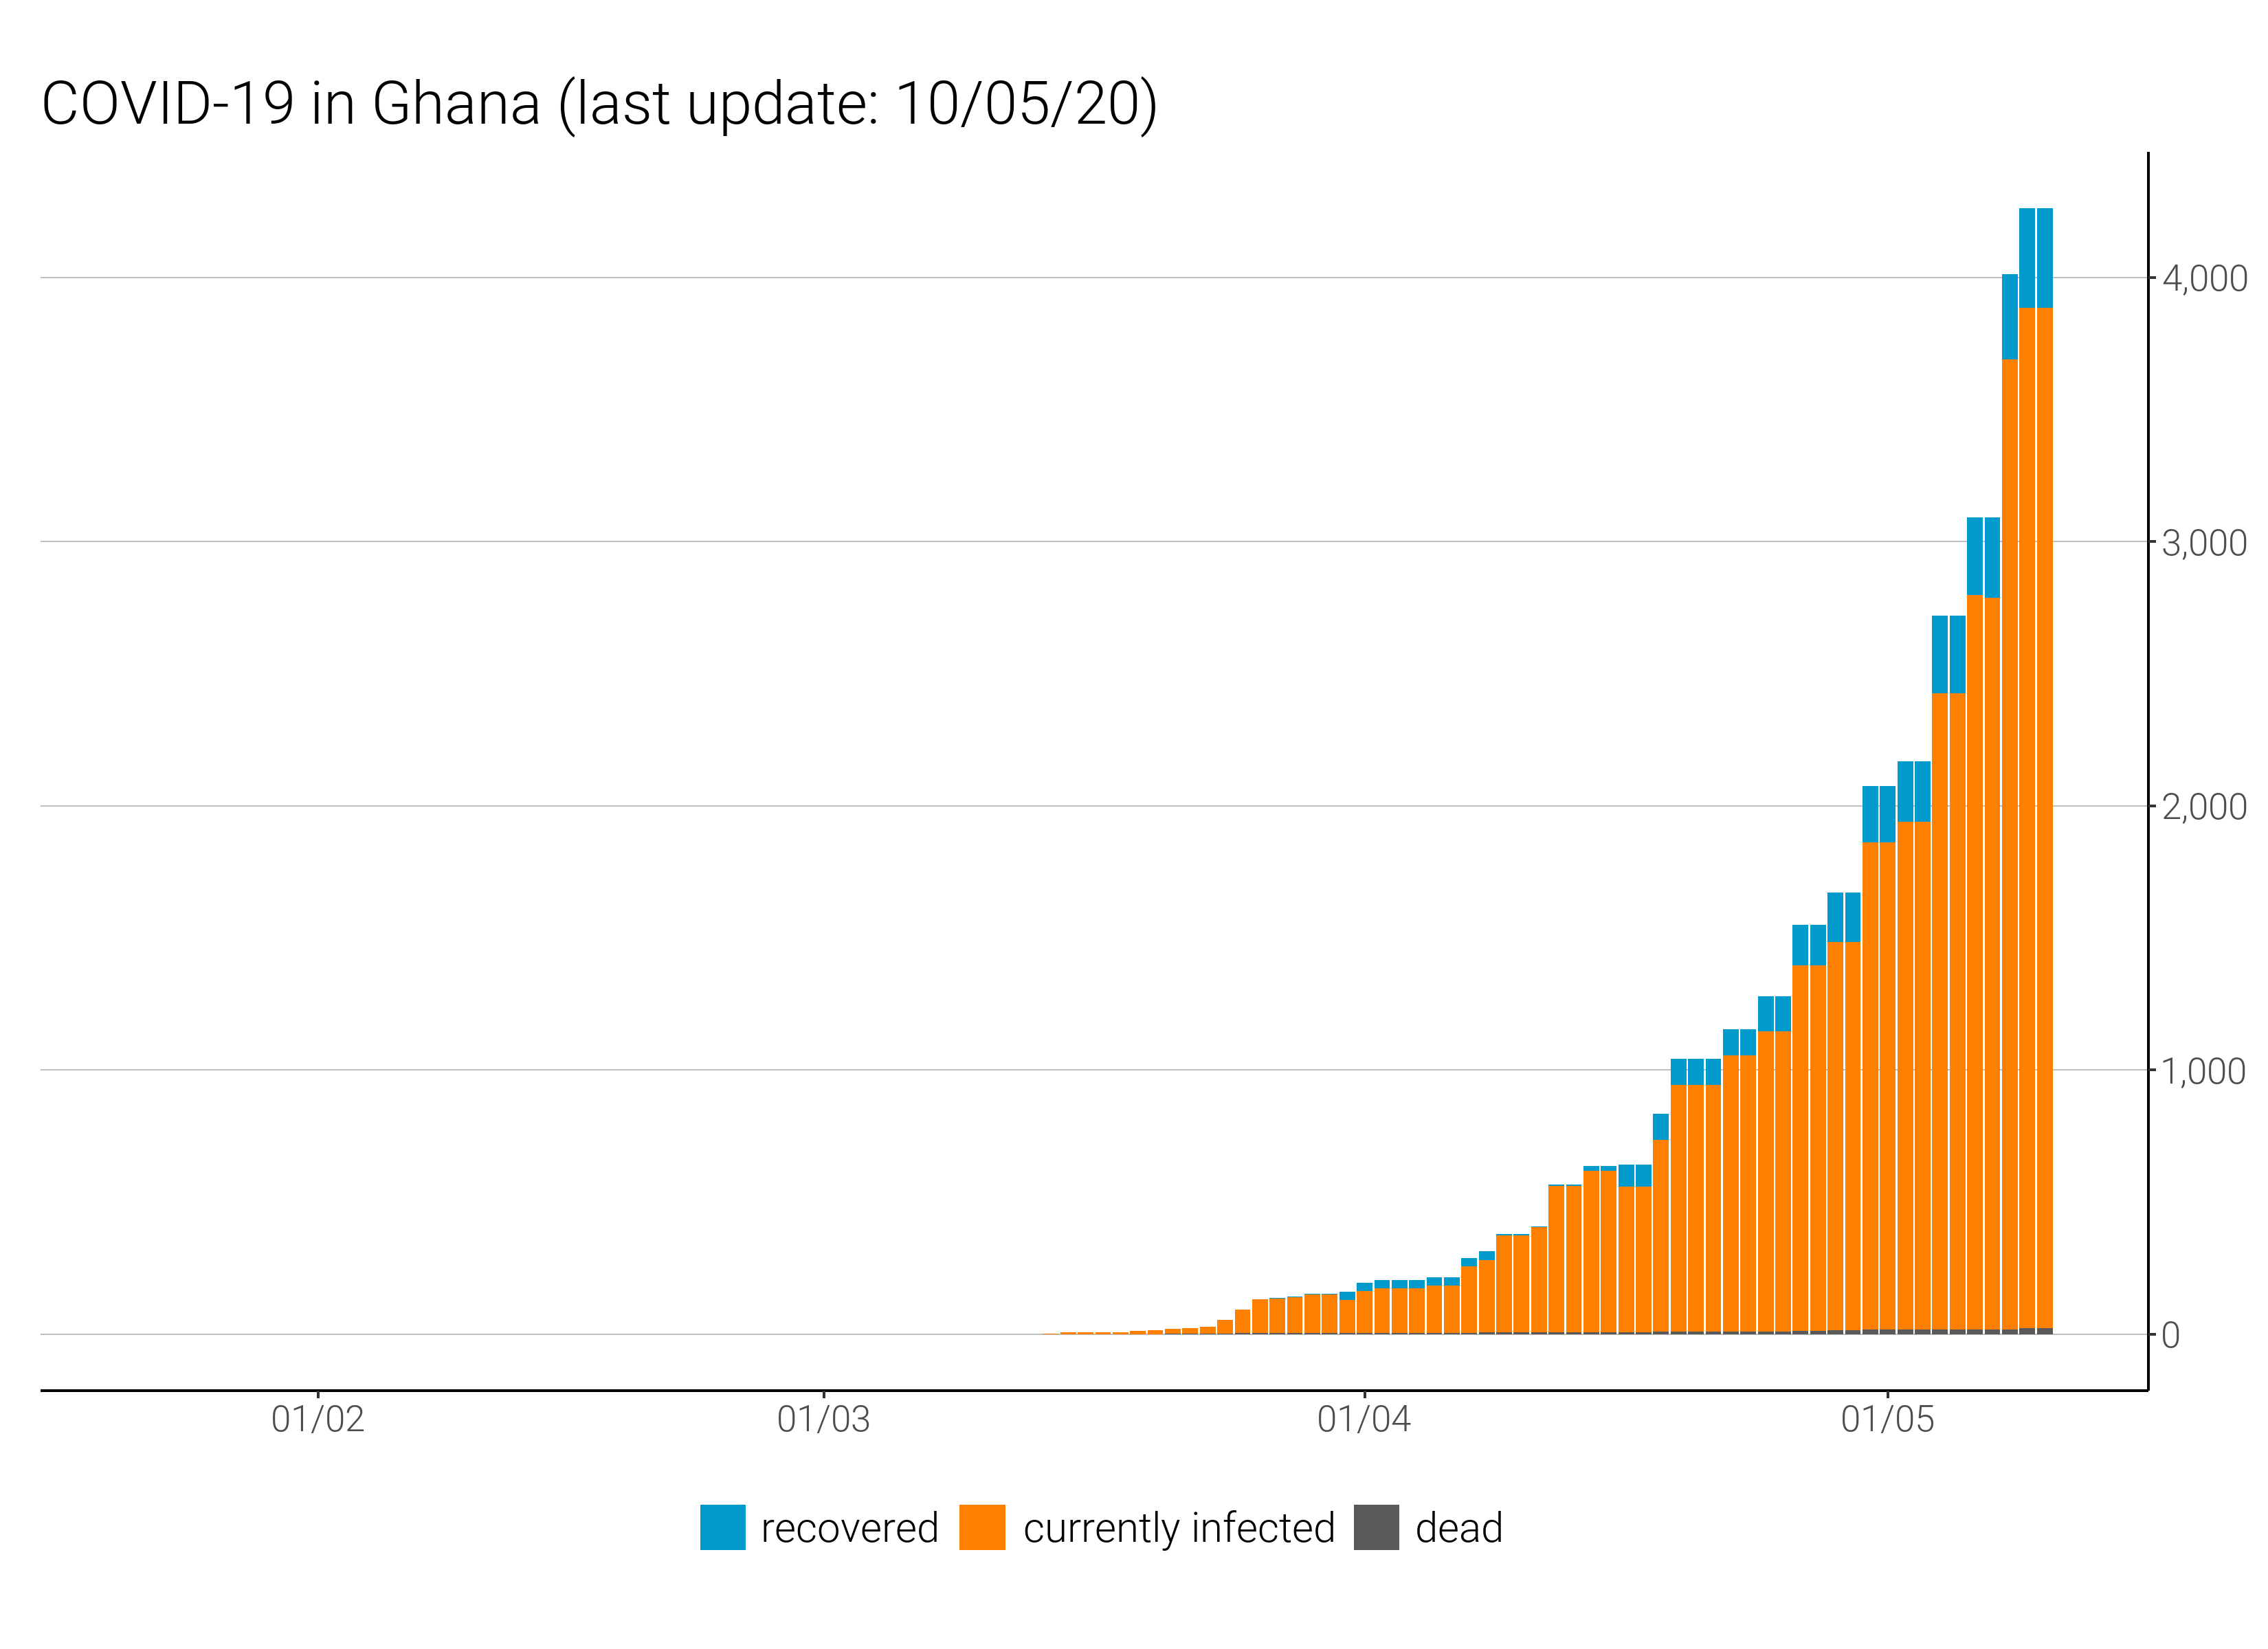 COVID-19 in Ghana (last update: 10/05/20)
4,000
3,000
2,000
1,000
0
01/02 01/03 01/04 01/05
recovered currently infected dead